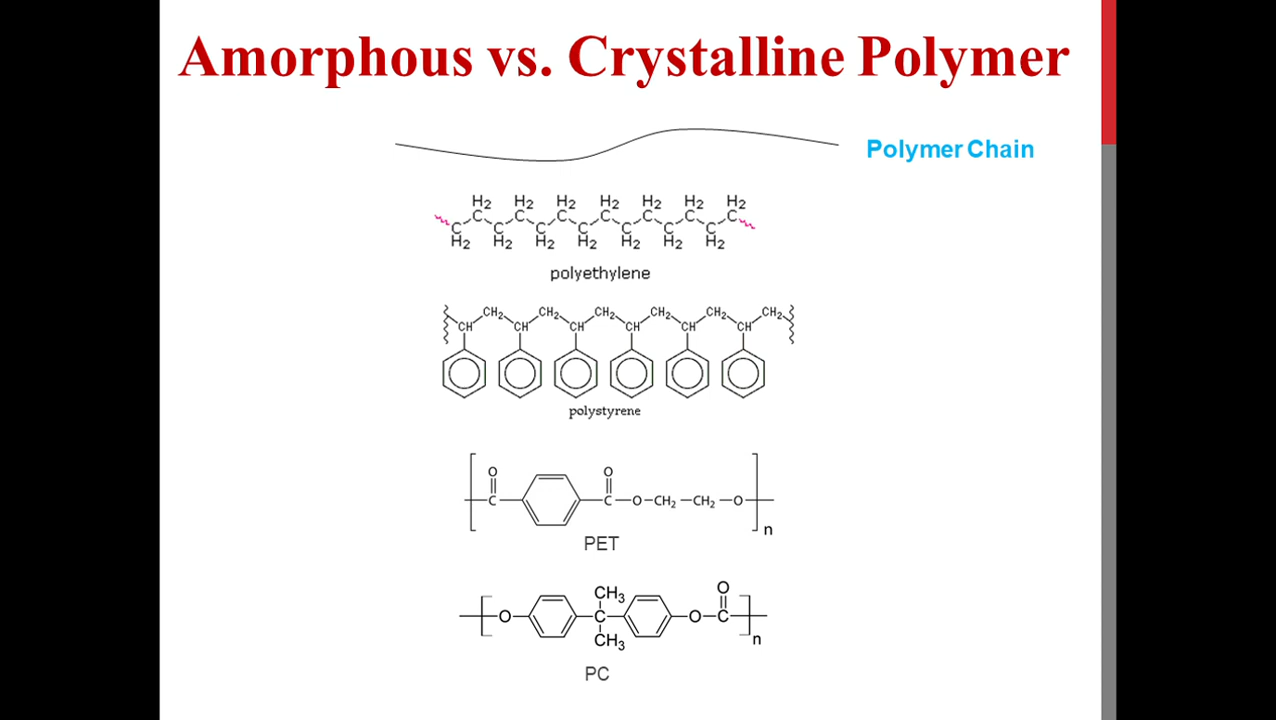 Amorphous vs. Crystalline Polymer
Polymer Chain
H2 H2 H2 H2 H2 H2 H2
C C C C C C C
C C C C C C C
H2 H2 H2 H2 H2 H2 H2
polyethylene
CH2 CH2 CH2 CH2 CH2 CH2
CH CH CH CH CH CH
polystyrene
O O
C C—O—CH2—CH2—O
n
PET
CH3 O
O C O—C
CH3 n
PC